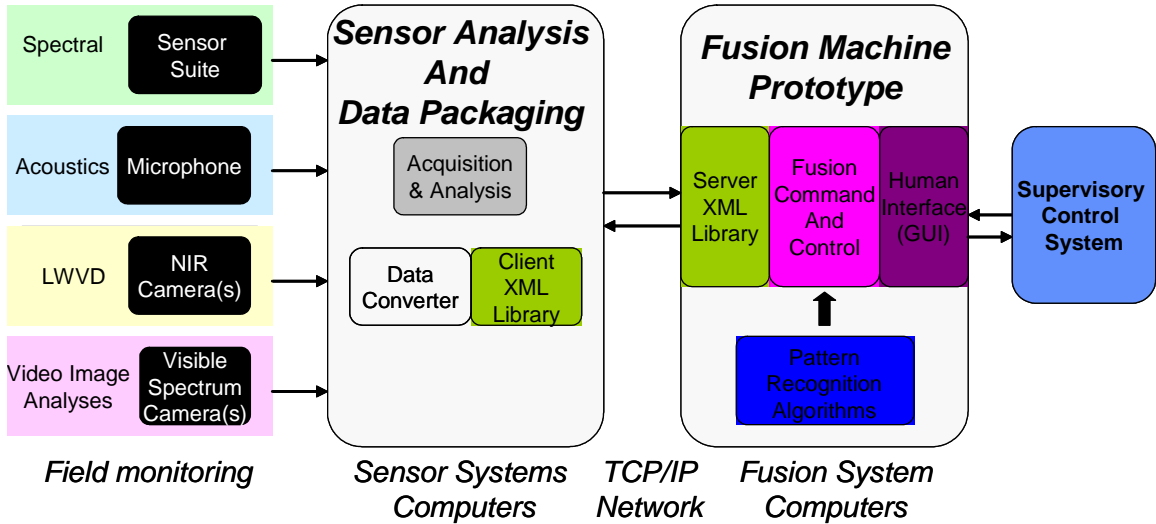 Spectral
Sensor
Suite
Acoustics
Microphone
LWVD
NIR
Camera(s)
Video Image
Analyses
Visible
Spectrum
Camera(s)
Field monitoring
Sensor Analysis
And
Data Packaging
Acquisition
& Analysis
Data
Converter
Client
XML
Library
Sensor Systems
Computers
TCP/IP
Network
Fusion Machine
Prototype
Server
XML
Library
Fusion
Command
And
Control
Human
Interface
(GUI)
Pattern
Recognition
Algorithms
Fusion System
Computers
Supervisory
Control
System